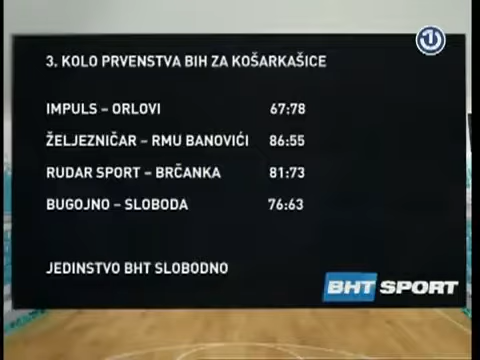 3. KOLO PRVENSTVA BIH ZA KOŠARKAŠICE
IMPULS – ORLOVI 67:78
ŽELJEZNIČAR – RMU BANOVIĆI 86:55
RUDAR SPORT – BRČANKA 81:73
BUGOJNO – SLOBODA 76:63
JEDINSTVO BHT SLOBODNO
BHT SPORT
1